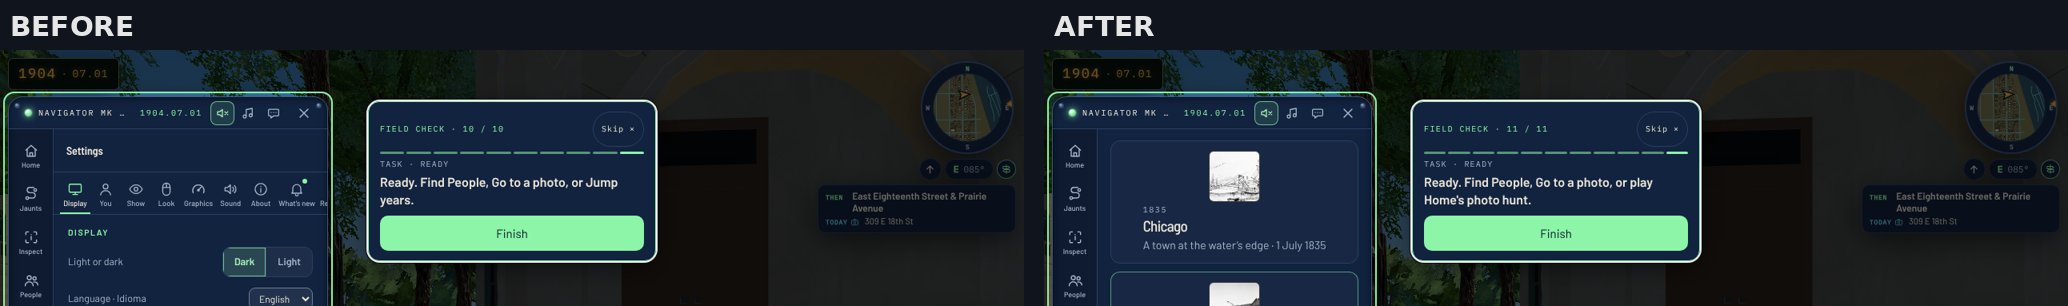 BEFORE
1904 · 07.01
NAVIGATOR MK … 1904.07.01
Settings
Home
Jaunts
Inspect
People
Display You Show Look Graphics Sound About What's new Re
DISPLAY
Light or dark Dark Light
Language · Idioma English
FIELD CHECK · 10 / 10 Skip ×
TASK · READY
Ready. Find People, Go to a photo, or Jump
years.
Finish
N
W
S
E 085°
THEN East Eighteenth Street & Prairie
Avenue
TODAY 309 E 18th St
AFTER
1904 · 07.01
NAVIGATOR MK … 1904.07.01
Home
Jaunts
Inspect
People
1835
Chicago
A town at the water's edge · 1 July 1835
FIELD CHECK · 11 / 11 Skip ×
TASK · READY
Ready. Find People, Go to a photo, or play
Home's photo hunt.
Finish
N
W
S
E 085°
THEN East Eighteenth Street & Prairie
Avenue
TODAY 309 E 18th St